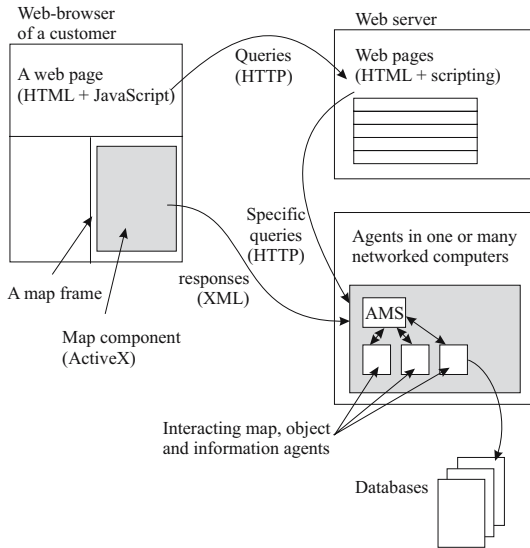 Web-browser
of a customer
A web page
(HTML + JavaScript)
Queries
(HTTP)
Web server
Web pages
(HTML + scripting)
Specific
queries
(HTTP)
responses
(XML)
A map frame
Map component
(ActiveX)
Agents in one or many
networked computers
AMS
Interacting map, object
and information agents
Databases